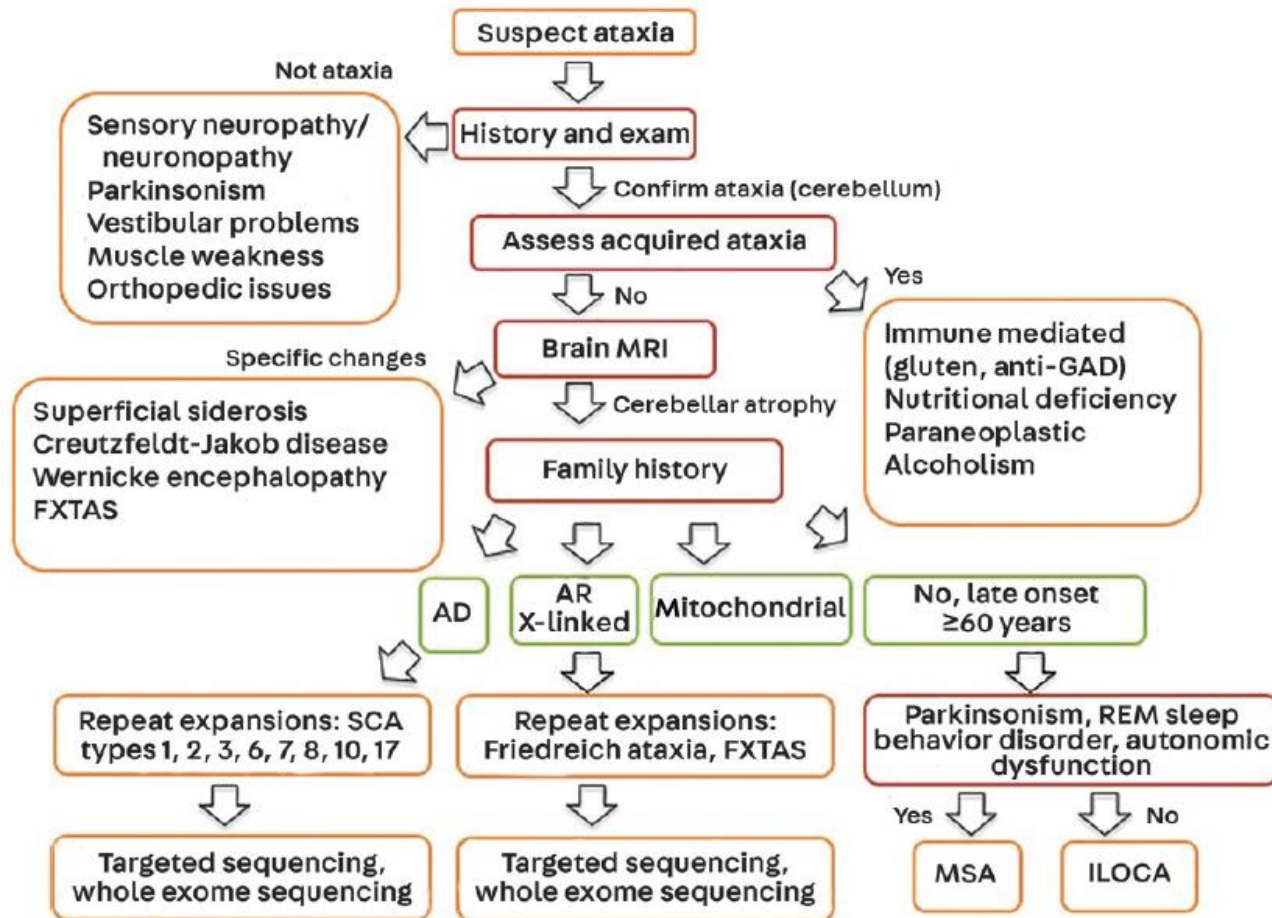 Suspect ataxia
Not ataxia
History and exam
Sensory neuropathy/
neuronopathy
Parkinsonism
Vestibular problems
Muscle weakness
Orthopedic issues
Confirm ataxia (cerebellum)
Assess acquired ataxia
Yes
No
Immune mediated
(gluten, anti-GAD)
Nutritional deficiency
Paraneoplastic
Alcoholism
Brain MRI
Specific changes
Superficial siderosis
Creutzfeldt-Jakob disease
Wernicke encephalopathy
FXTAS
Cerebellar atrophy
Family history
AD
AR
X-linked
Mitochondrial
No, late onset
≥60 years
Repeat expansions: SCA
types 1, 2, 3, 6, 7, 8, 10, 17
Repeat expansions:
Friedreich ataxia, FXTAS
Parkinsonism, REM sleep
behavior disorder, autonomic
dysfunction
Yes
No
Targeted sequencing,
whole exome sequencing
Targeted sequencing,
whole exome sequencing
MSA
ILOCA